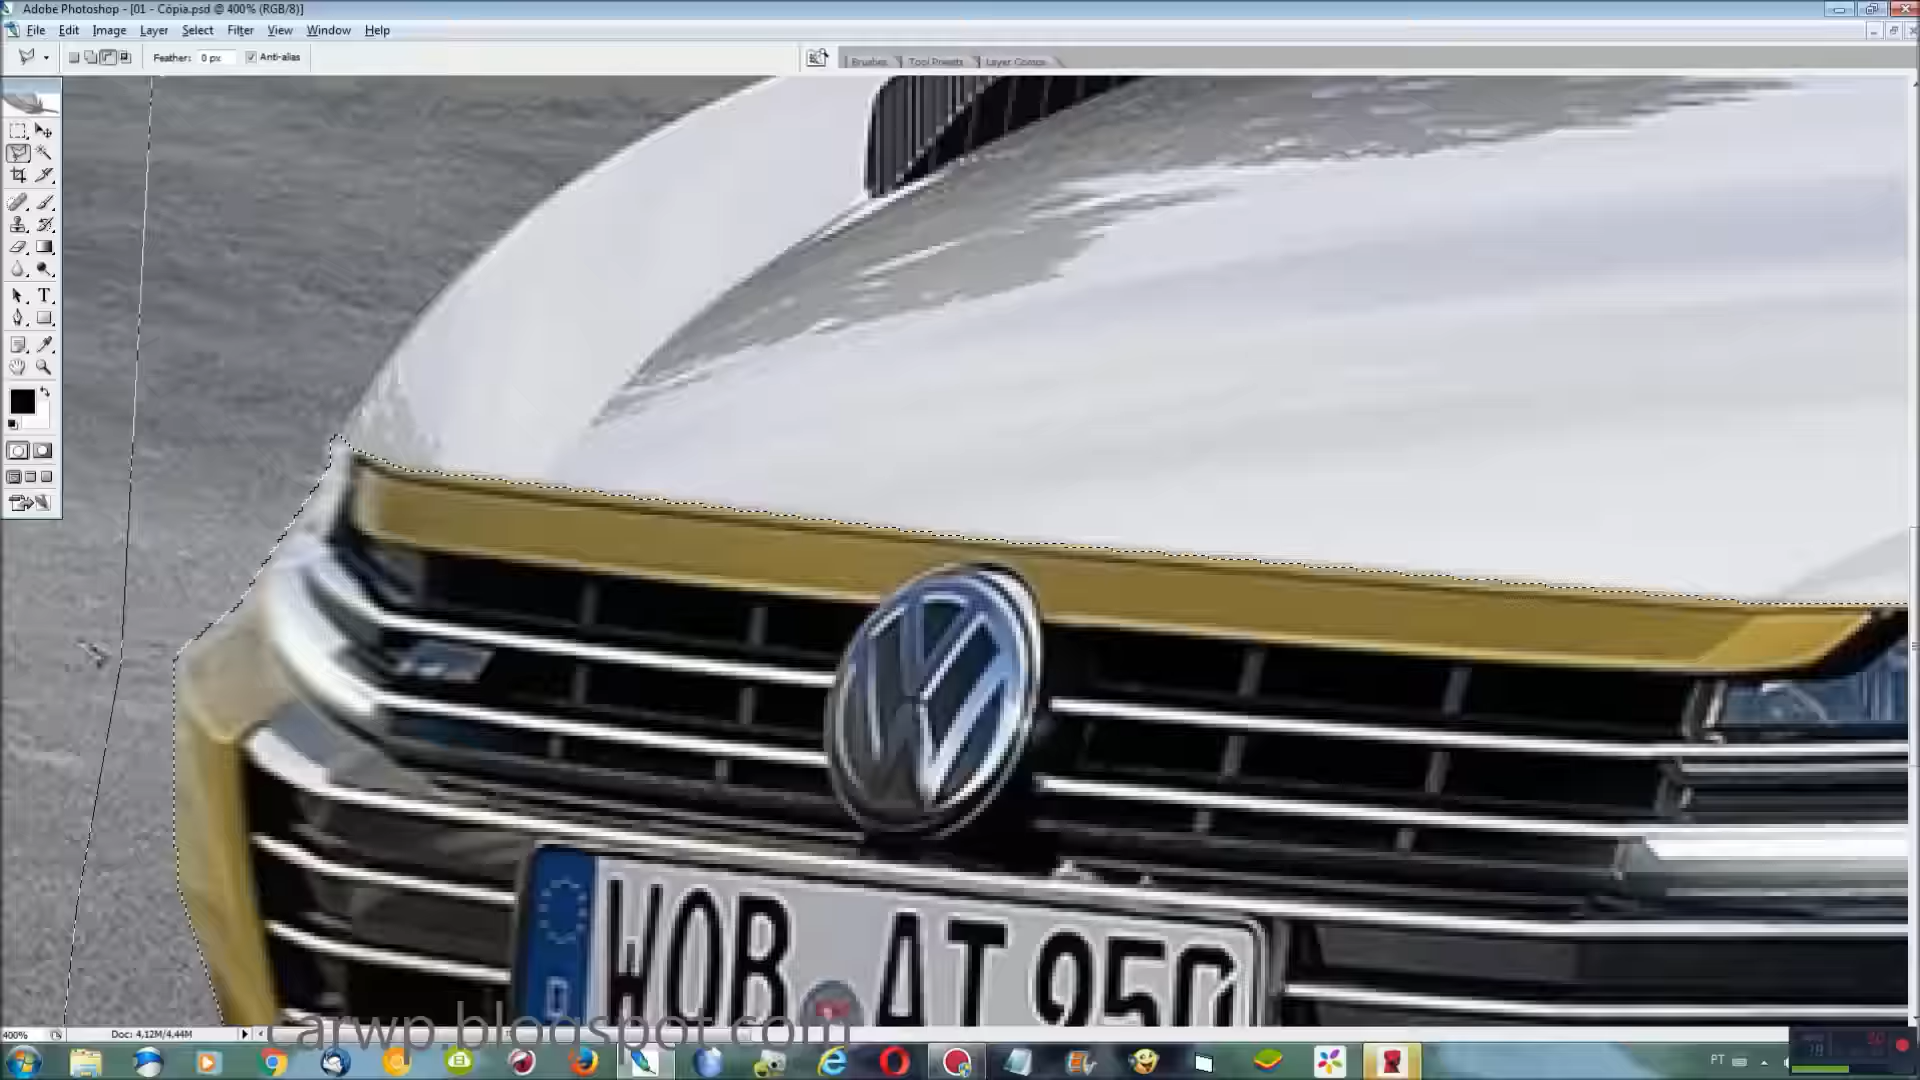 Adobe Photoshop - [01 - Cópia.psd @ 400% (RGB/8)]
File Edit Image Layer Select Filter View Window Help
Feather: 0 px Anti-alias
Brushes Tool Presets Layer Comps
T
WOB AT 950
400% Doc: 4,12M/4,44M
carwp.blogspot.com
PT